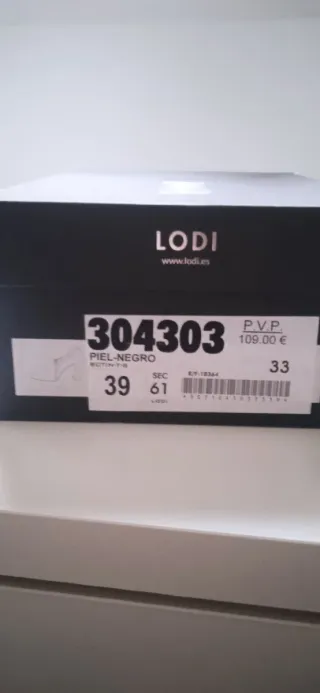 LODI
www.lodi.es
304303
P.V.P.
109.00 €
PIEL-NEGRO
33
39
SEC
61